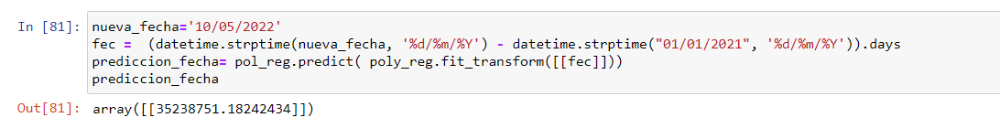 In [81]: nueva_fecha='10/05/2022'
fec =  (datetime.strptime(nueva_fecha, '%d/%m/%Y') - datetime.strptime("01/01/2021", '%d/%m/%Y')).days
prediccion_fecha= pol_reg.predict( poly_reg.fit_transform([[fec]]))
prediccion_fecha
Out[81]: array([[35238751.18242434]])